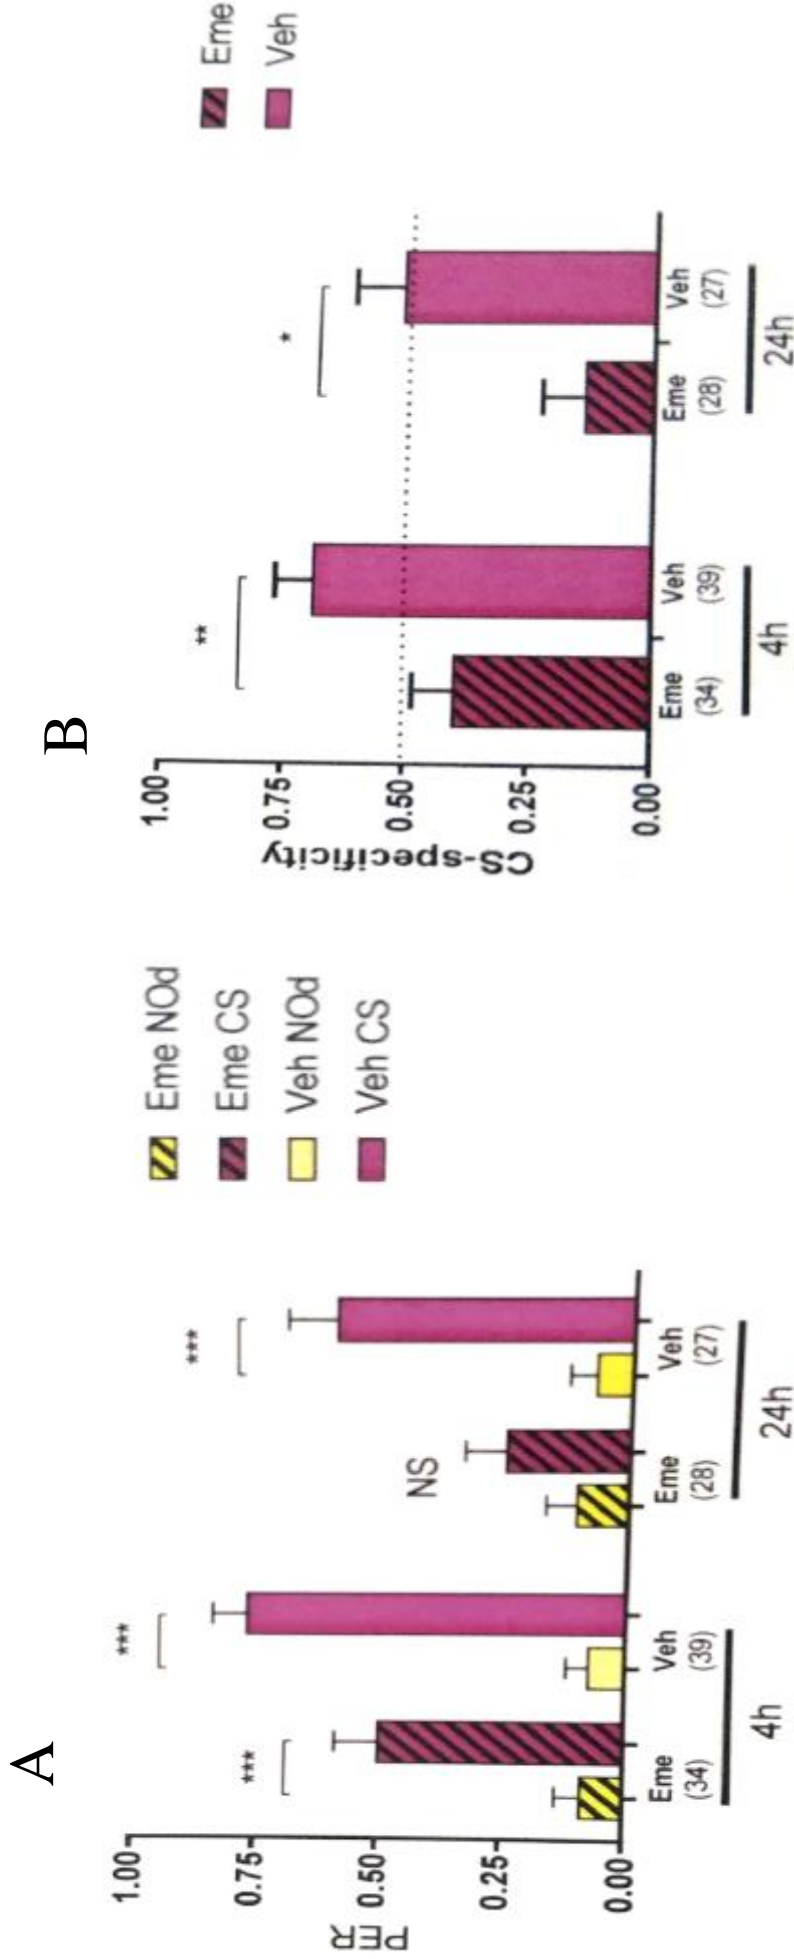 A
PER
1.00
0.75
0.50
0.25
0.00
***
***
NS
***
Eme
(34)
Veh
(39)
Eme
(28)
Veh
(27)
4h
24h
Eme NOd
Eme CS
Veh NOd
Veh CS
B
CS-specificity
1.00
0.75
0.50
0.25
0.00
**
*
Eme
(34)
Veh
(39)
Eme
(28)
Veh
(27)
4h
24h
Eme
Veh